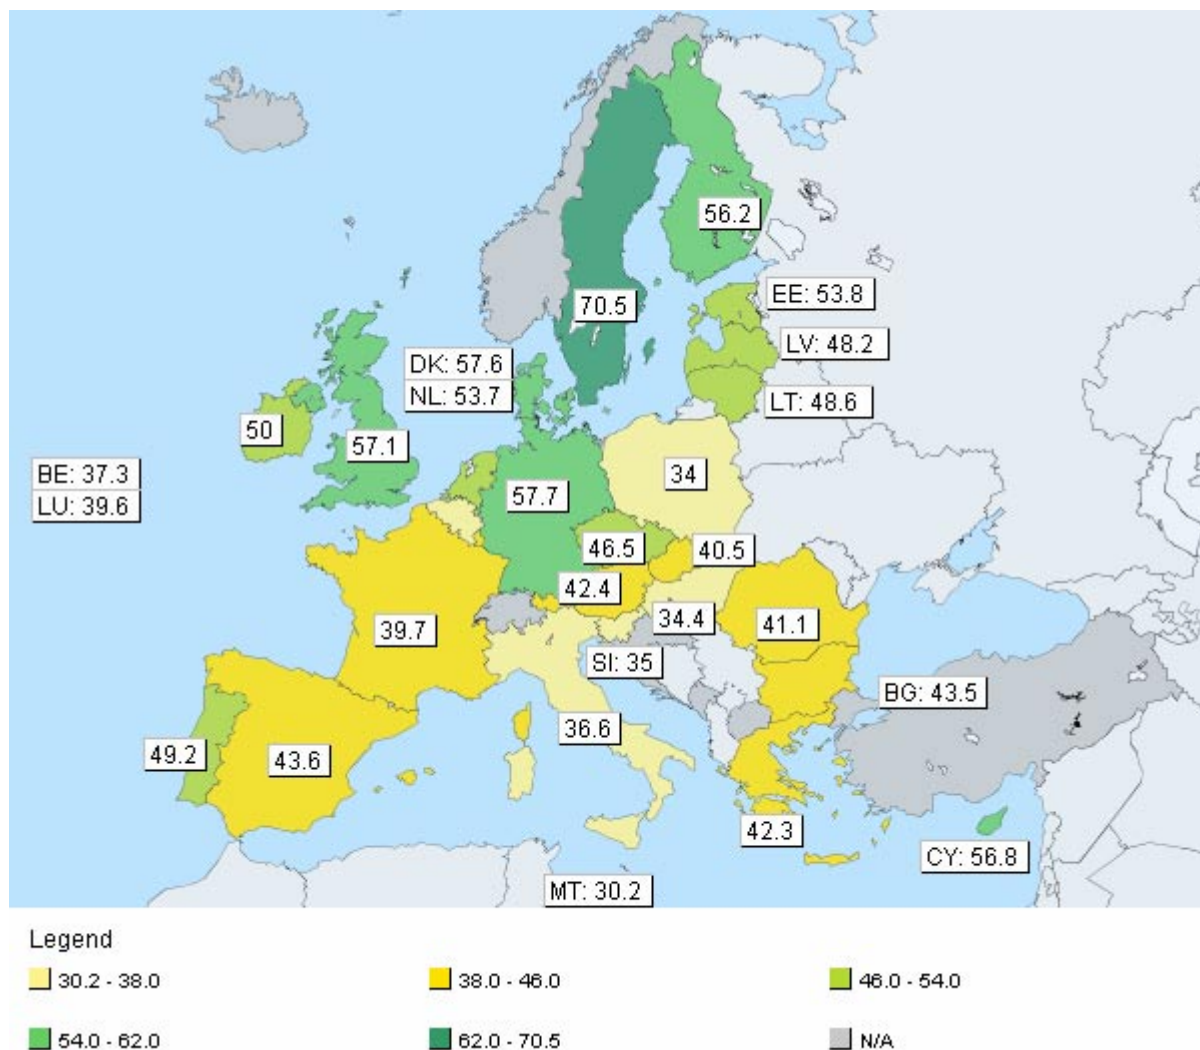 56.2
EE: 53.8
70.5
LV: 48.2
DK: 57.6
NL: 53.7
LT: 48.6
50
57.1
BE: 37.3
LU: 39.6
34
57.7
46.5
40.5
42.4
39.7
34.4
41.1
SI: 35
BG: 43.5
36.6
49.2
43.6
42.3
CY: 56.8
MT: 30.2
Legend
30.2 - 38.0
38.0 - 46.0
46.0 - 54.0
54.0 - 62.0
62.0 - 70.5
N/A